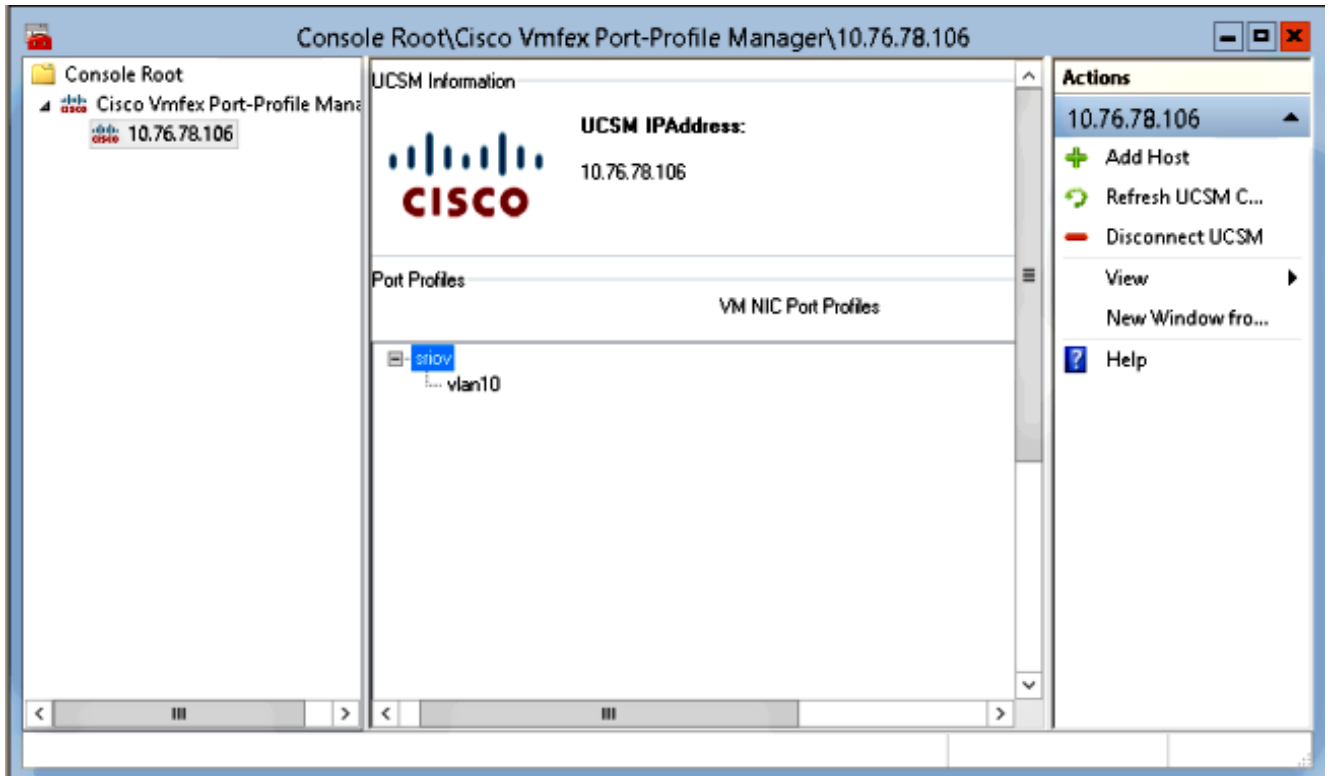 Console Root\Cisco Vmfex Port-Profile Manager\10.76.78.106
Console Root
Cisco Vmfex Port-Profile Mana
10.76.78.106
UCSM Information
CISCO
UCSM IPAddress:
10.76.78.106
Port Profiles
VM NIC Port Profiles
sriov
vlan10
Actions
10.76.78.106
Add Host
Refresh UCSM C...
Disconnect UCSM
View
New Window fro...
Help